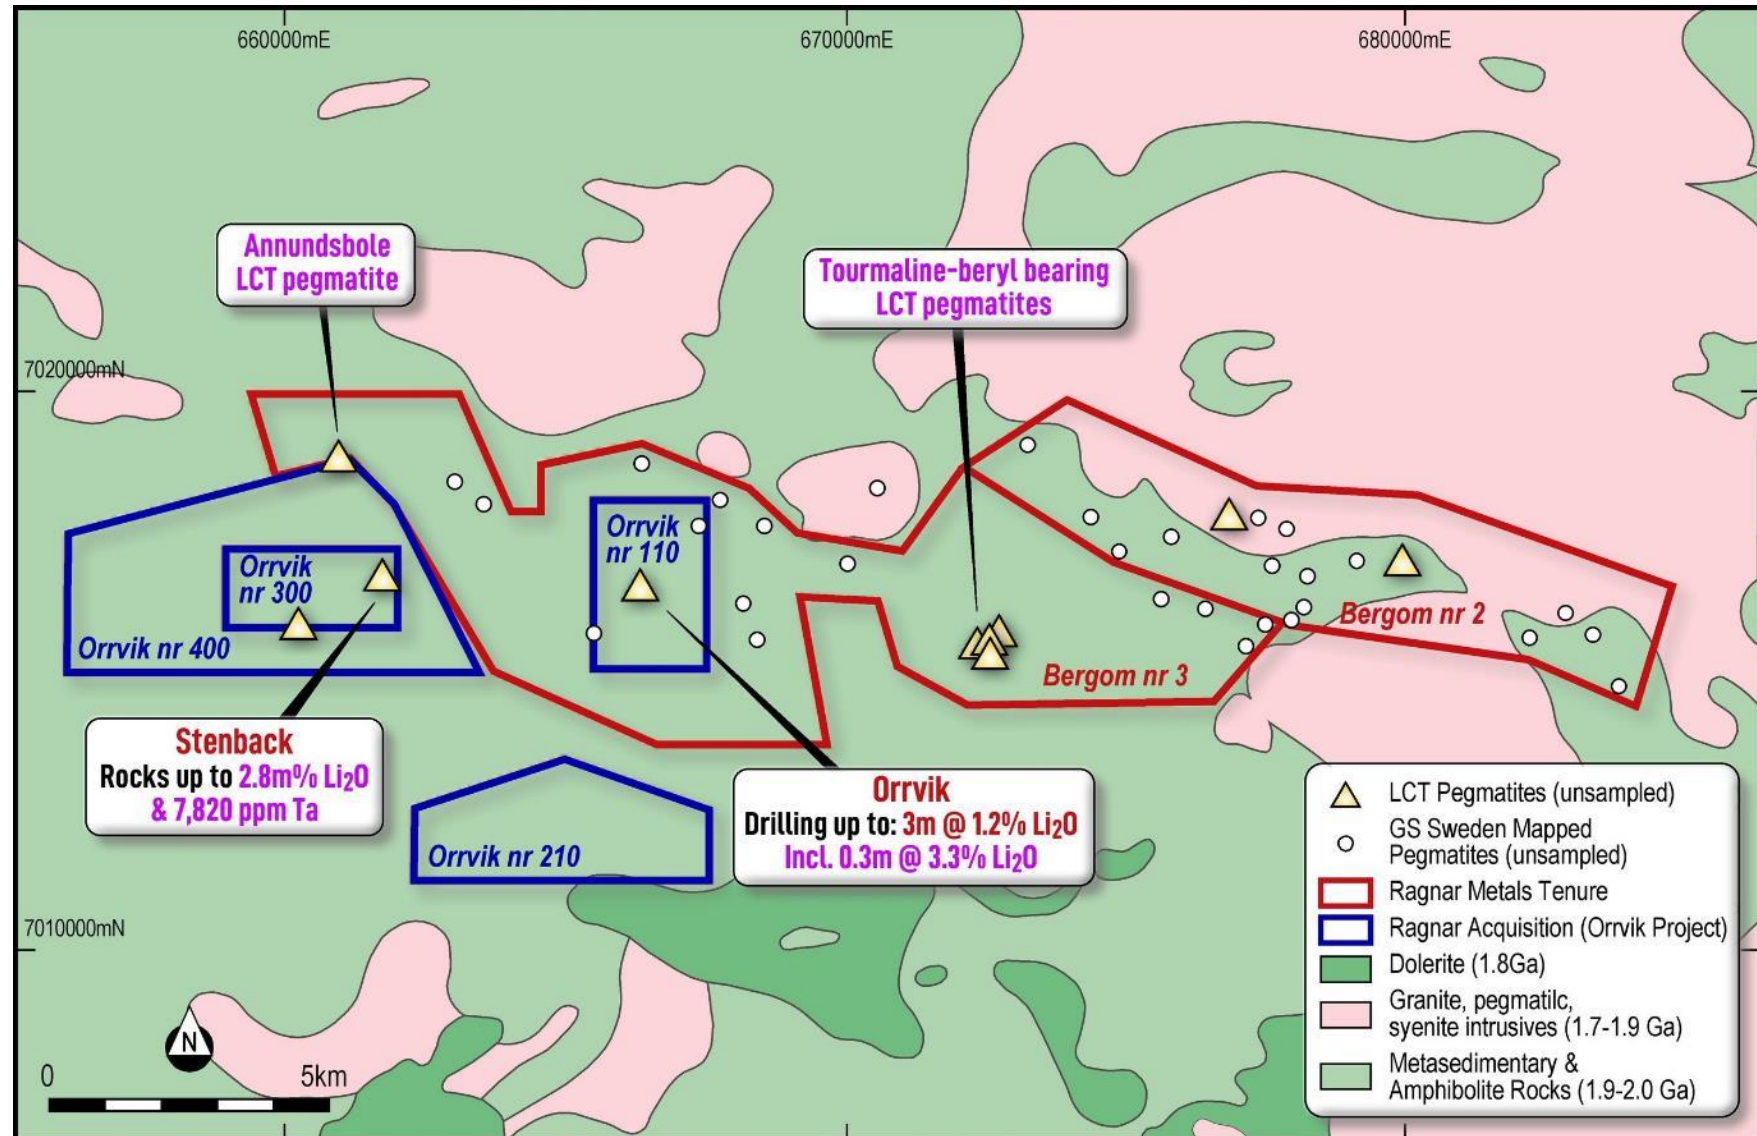 660000mE
670000mE
680000mE
Annundsbole
LCT pegmatite
Tourmaline-beryl bearing
LCT pegmatites
7020000mN
Orrvik
nr 110
Orrvik
nr 300
Orrvik nr 400
Bergom nr 2
Bergom nr 3
Stenback
Rocks up to 2.8m% Li2O
& 7,820 ppm Ta
Orrvik
Drilling up to: 3m @ 1.2% Li2O
Incl. 0.3m @ 3.3% Li2O
Orrvik nr 210
7010000mN
N
0 5km
LCT Pegmatites (unsampled)
GS Sweden Mapped
Pegmatites (unsampled)
Ragnar Metals Tenure
Ragnar Acquisition (Orrvik Project)
Dolerite (1.8Ga)
Granite, pegmatilc,
syenite intrusives (1.7-1.9 Ga)
Metasedimentary &
Amphibolite Rocks (1.9-2.0 Ga)